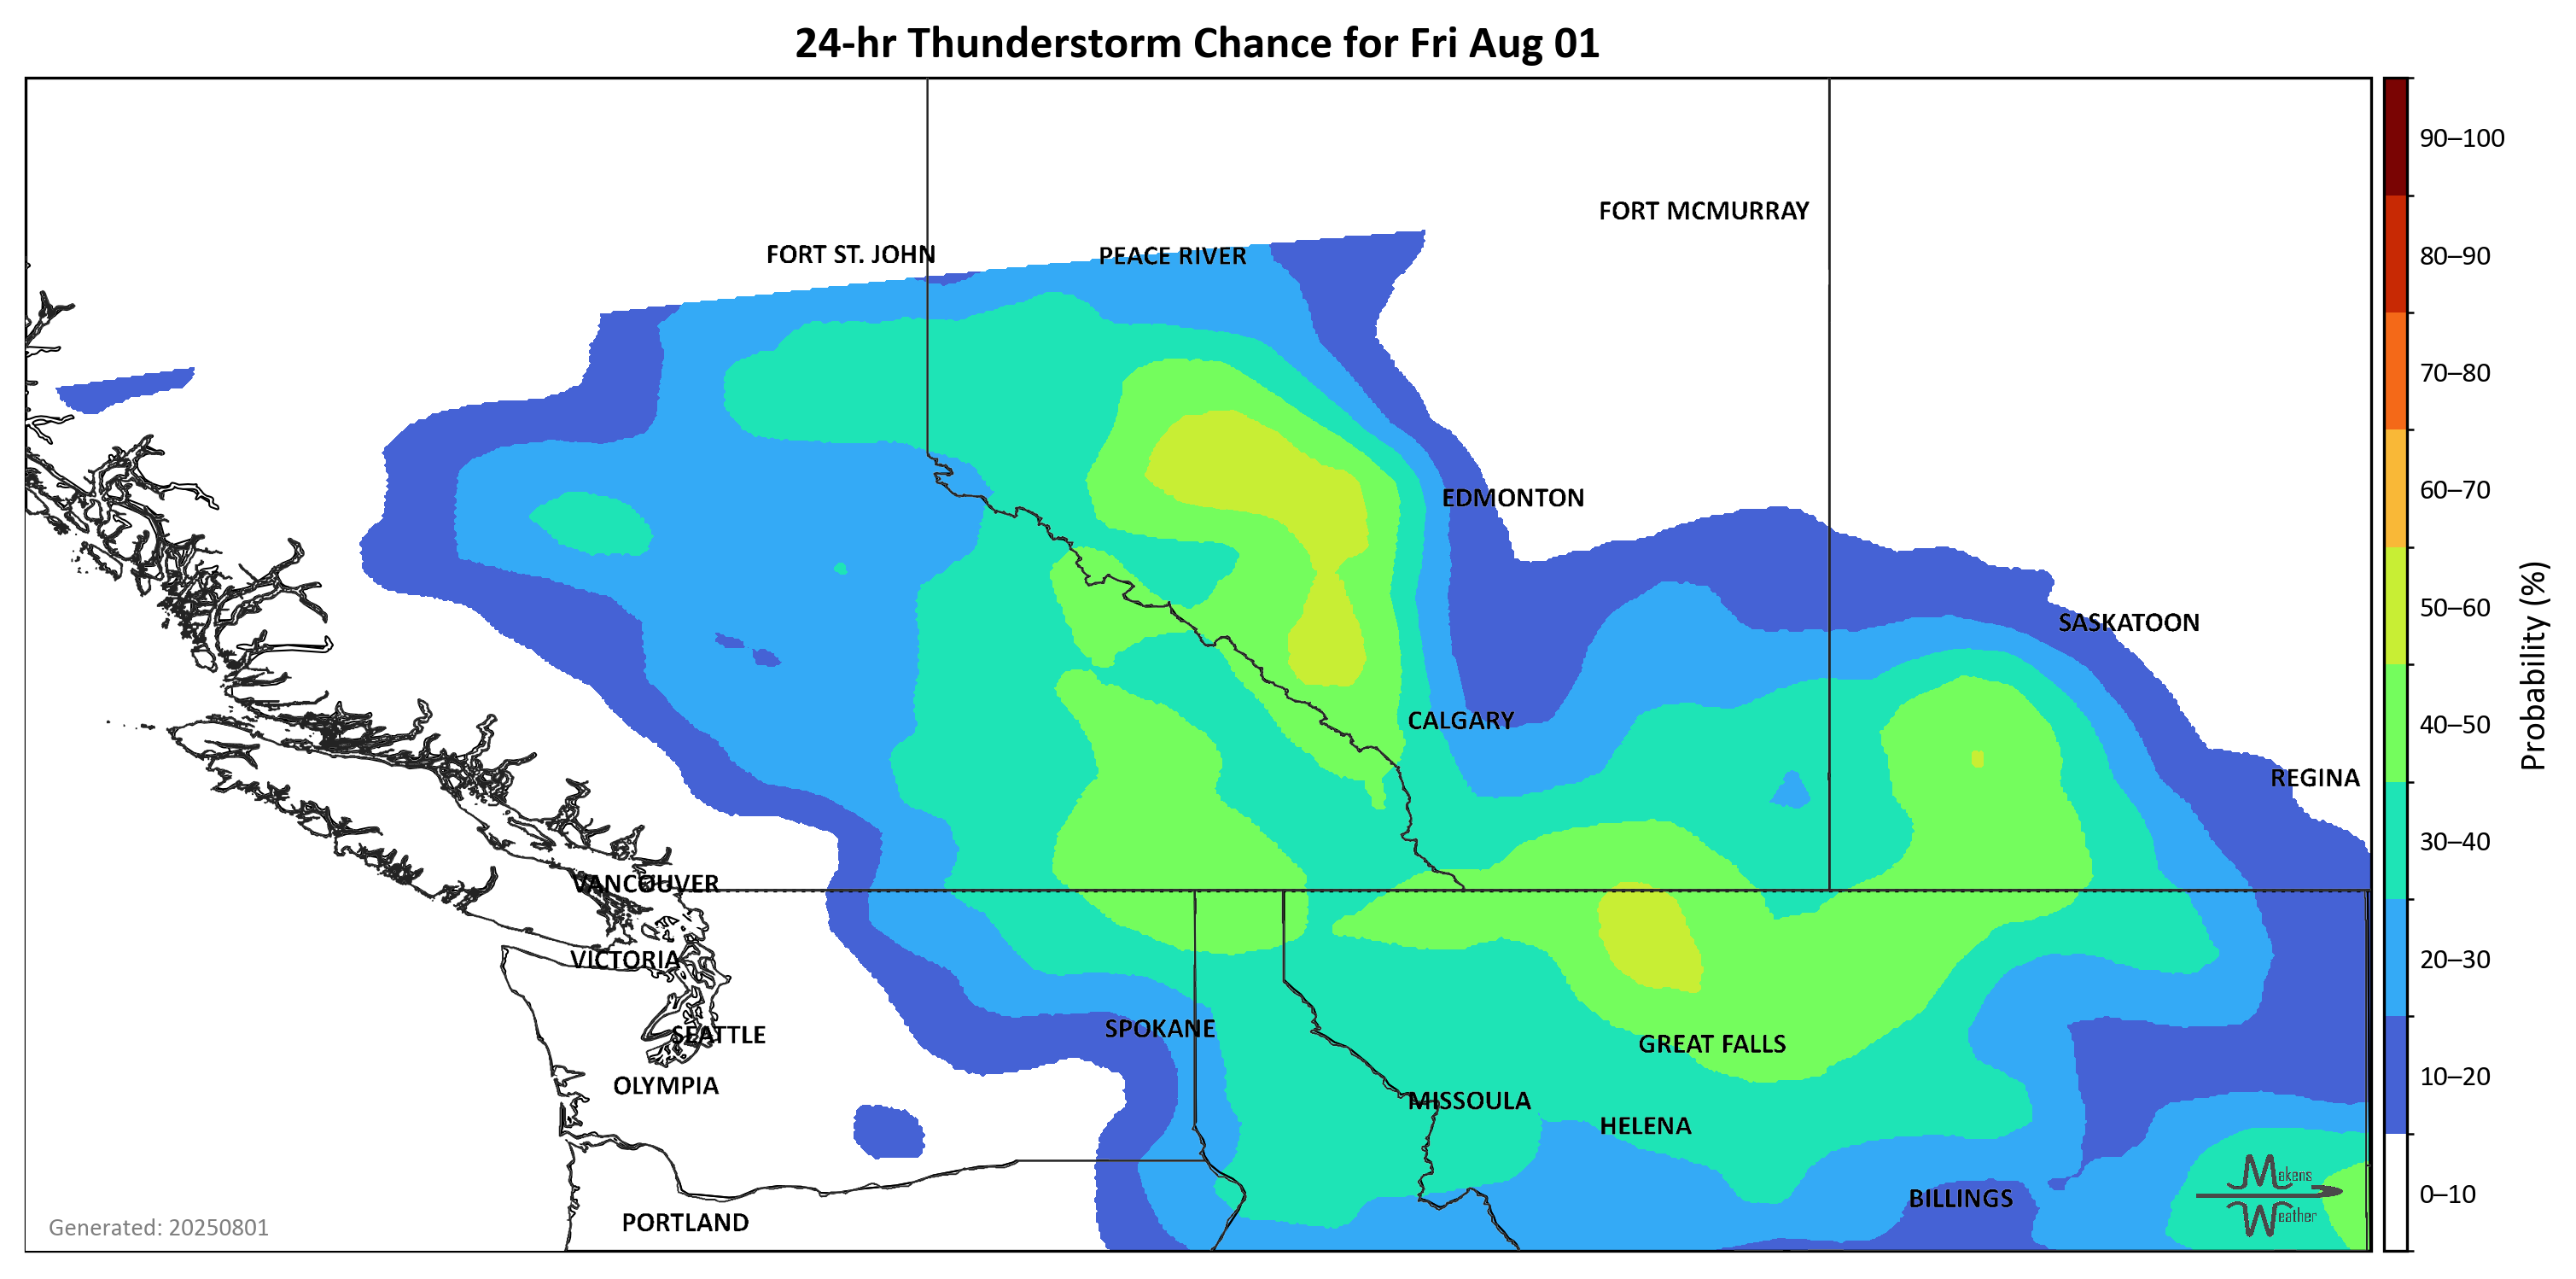 24-hr Thunderstorm Chance for Fri Aug 01
90–100
FORT MCMURRAY
FORT ST. JOHN
PEACE RIVER
80–90
70–80
60–70
EDMONTON
50–60
SASKATOON
Probability (%)
CALGARY
40–50
REGINA
30–40
VANCOUVER
VICTORIA
20–30
SPOKANE
SEATTLE
GREAT FALLS
OLYMPIA
10–20
MISSOULA
HELENA
Makens
Weather
0–10
BILLINGS
PORTLAND
Generated: 20250801